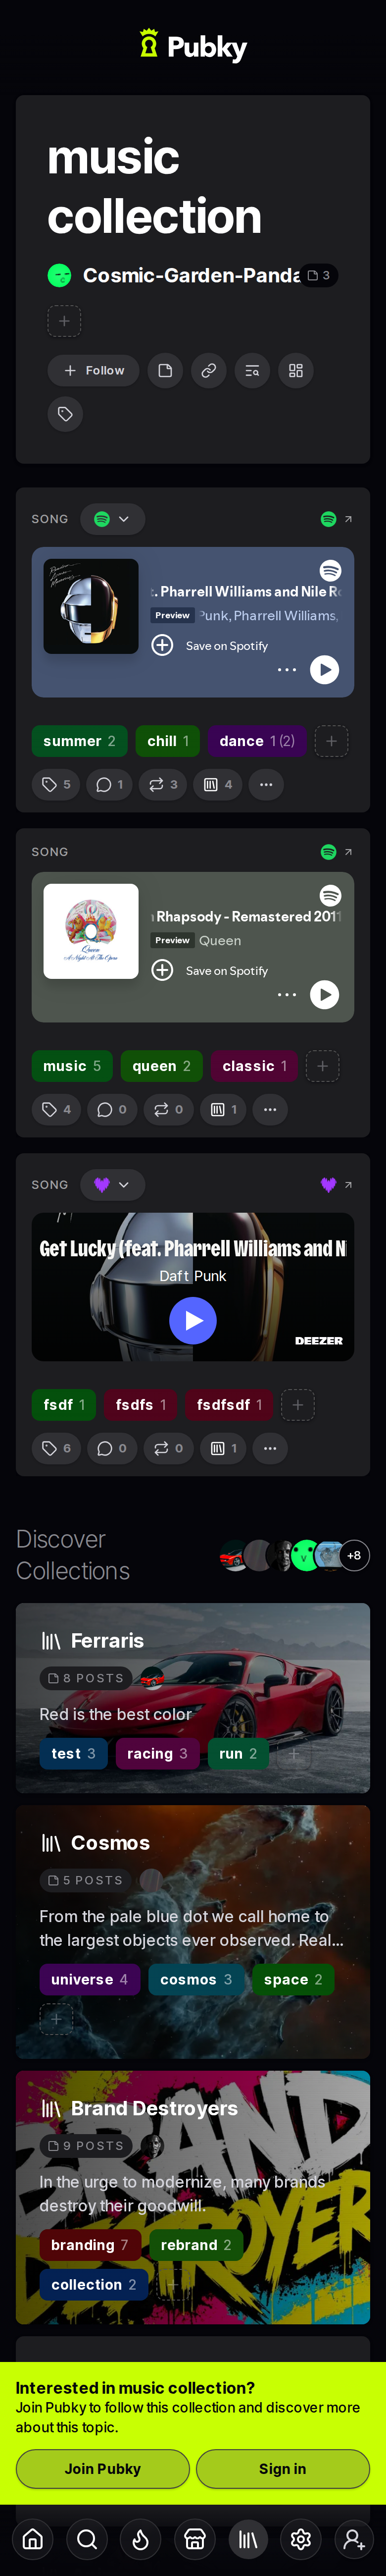 Pubky
music
collection
Cosmic-Garden-Panda
3
Follow
SONG
. Pharrell Williams and Nile Ro
Preview
Punk, Pharrell Williams,
Save on Spotify
summer 2
chill 1
dance 1 (2)
5
1
3
4
SONG
Rhapsody - Remastered 2011
Preview
Queen
Save on Spotify
Queen
A Night At The Opera
music 5
queen 2
classic 1
4
0
0
1
SONG
Get Lucky (feat. Pharrell Williams and Ni
Daft Punk
DEEZER
fsdf 1
fsdfs 1
fsdfsdf 1
6
0
0
1
Discover
Collections
+8
Ferraris
8 POSTS
Red is the best color
test 3
racing 3
run 2
Cosmos
5 POSTS
From the pale blue dot we call home to
the largest objects ever observed. Real...
universe 4
cosmos 3
space 2
Brand Destroyers
9 POSTS
In the urge to modernize, many brands
destroy their goodwill.
branding 7
rebrand 2
collection 2
Interested in music collection?
Join Pubky to follow this collection and discover more
about this topic.
Join Pubky
Sign in